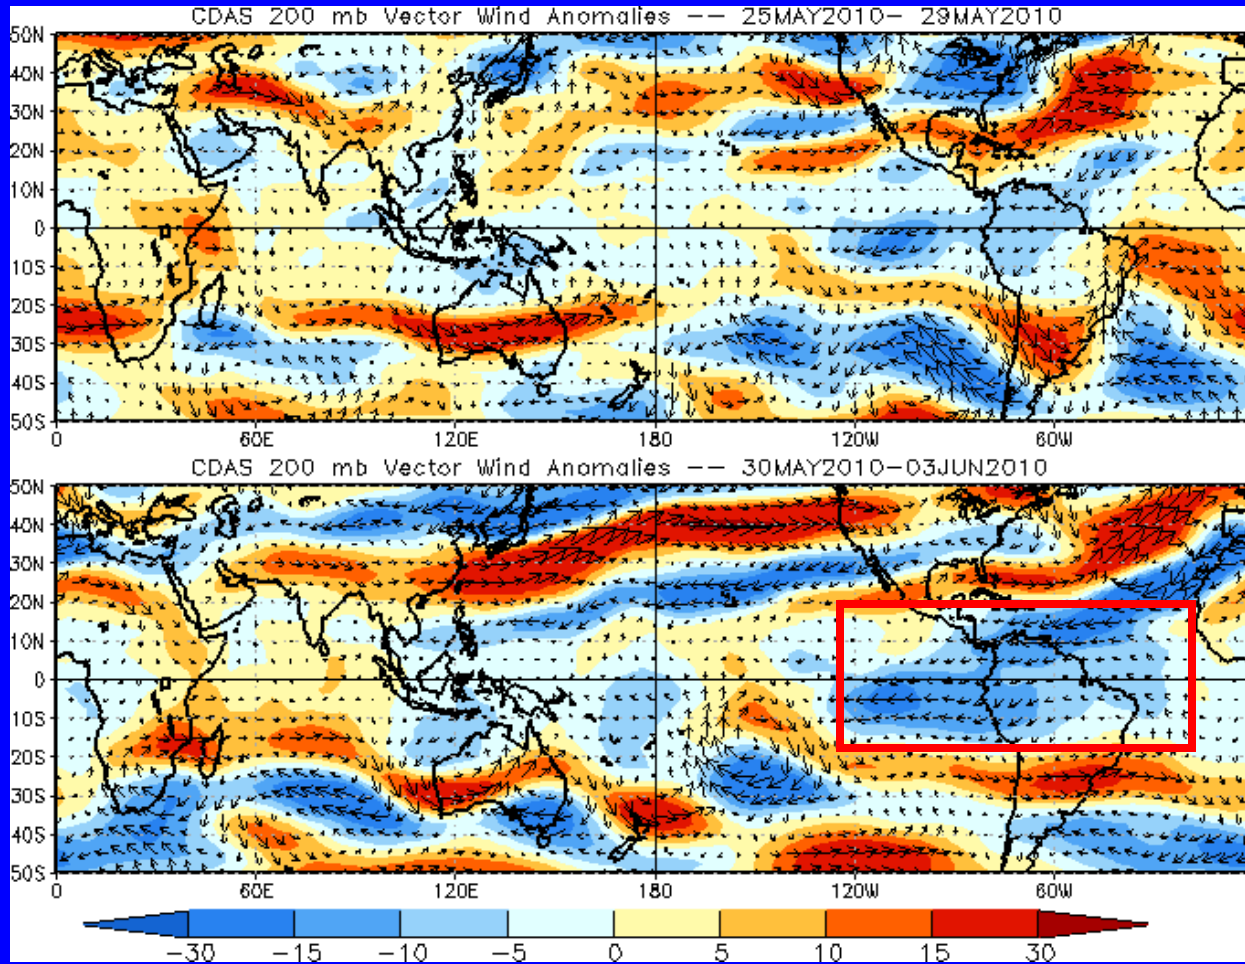 CDAS 200 mb Vector Wind Anomalies -- 25MAY2010- 29MAY2010
50N
40N
30N
20N
10N
0
10S
20S
30S
40S
50S
0 60E 120E 180 120W 60W
CDAS 200 mb Vector Wind Anomalies -- 30MAY2010-03JUN2010
50N
40N
30N
20N
10N
0
10S
20S
30S
40S
50S
0 60E 120E 180 120W 60W
-30 -15 -10 -5 0 5 10 15 30